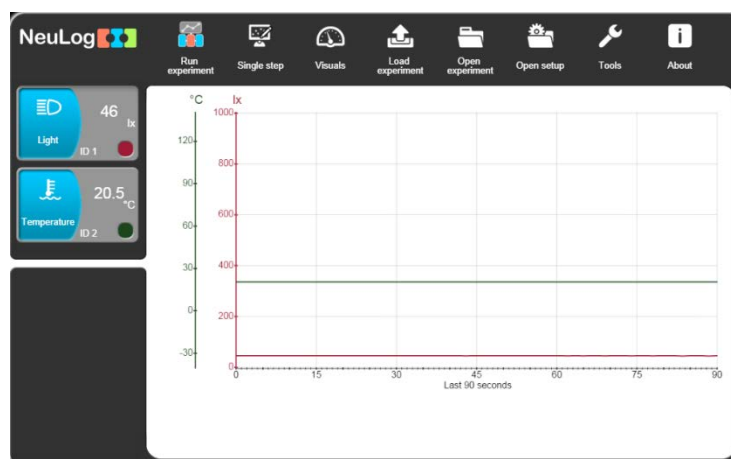 NeuLog
Run experiment
Single step
Visuals
Load experiment
Open experiment
Open setup
Tools
i
About
Light
46
lx
ID 1
Temperature
20.5
°C
ID 2
°C
lx
120
90
60
30
0
-30
1000
800
600
400
200
0
0
15
30
45
60
75
90
Last 90 seconds